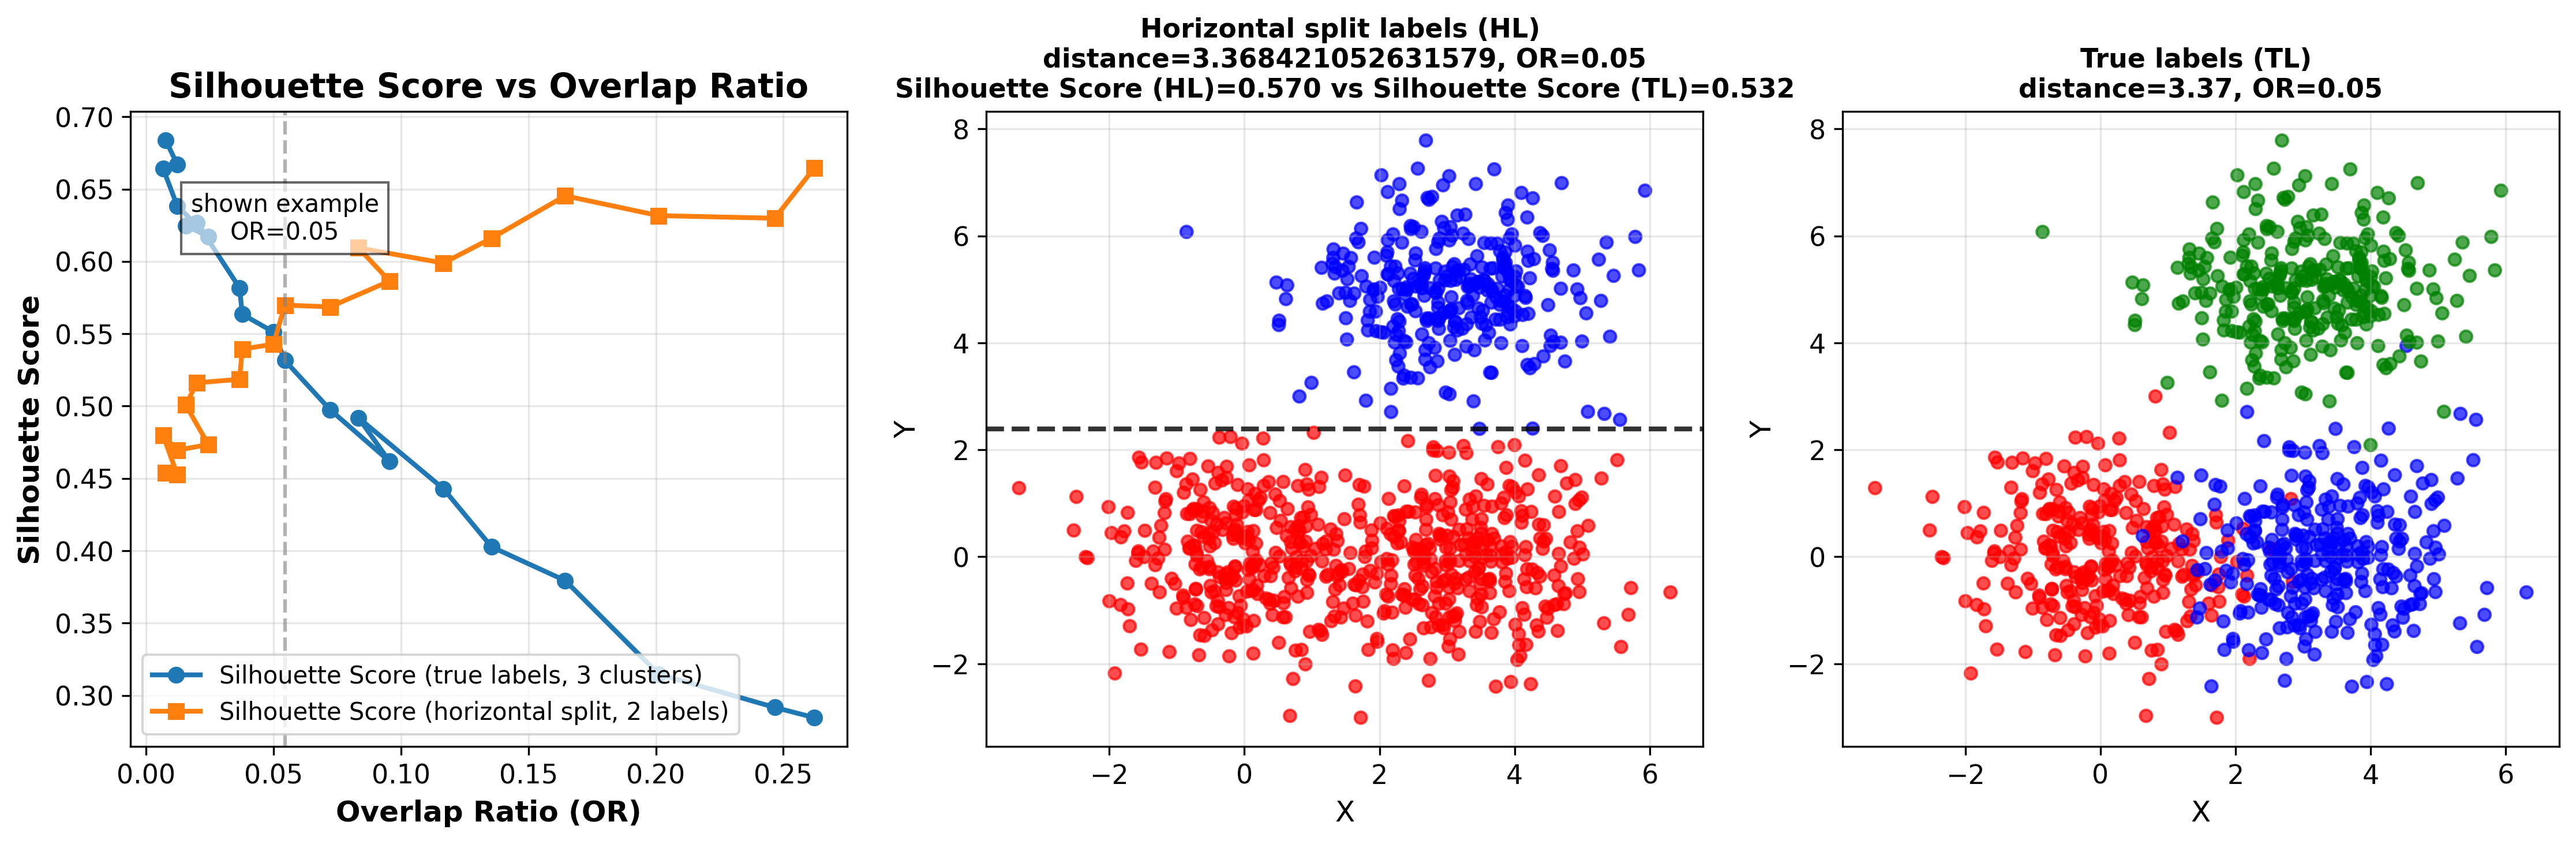 Silhouette Score vs Overlap Ratio
Silhouette Score
0.70
0.65
0.60
0.55
0.50
0.45
0.40
0.35
0.30
shown example
OR=0.05
Silhouette Score (true labels, 3 clusters)
Silhouette Score (horizontal split, 2 labels)
0.00 0.05 0.10 0.15 0.20 0.25
Overlap Ratio (OR)
Horizontal split labels (HL)
distance=3.368421052631579, OR=0.05
Silhouette Score (HL)=0.570 vs Silhouette Score (TL)=0.532
Y
8
6
4
2
0
−2
−2 0 2 4 6
X
True labels (TL)
distance=3.37, OR=0.05
Y
8
6
4
2
0
−2
−2 0 2 4 6
X